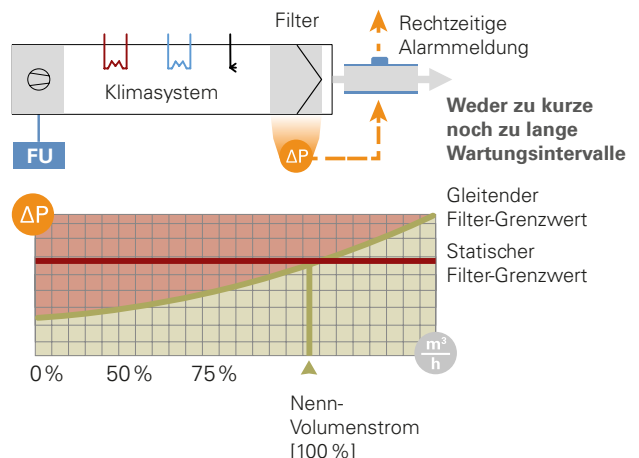 Filter
Rechtzeitige
Alarmmeldung
Klimasystem
Weder zu kurze
noch zu lange
Wartungsintervalle
FU
ΔP
ΔP
Gleitender
Filter-Grenzwert
Statischer
Filter-Grenzwert
m³
h
0 % 50 % 75 %
Nenn-
Volumenstrom
[100 %]